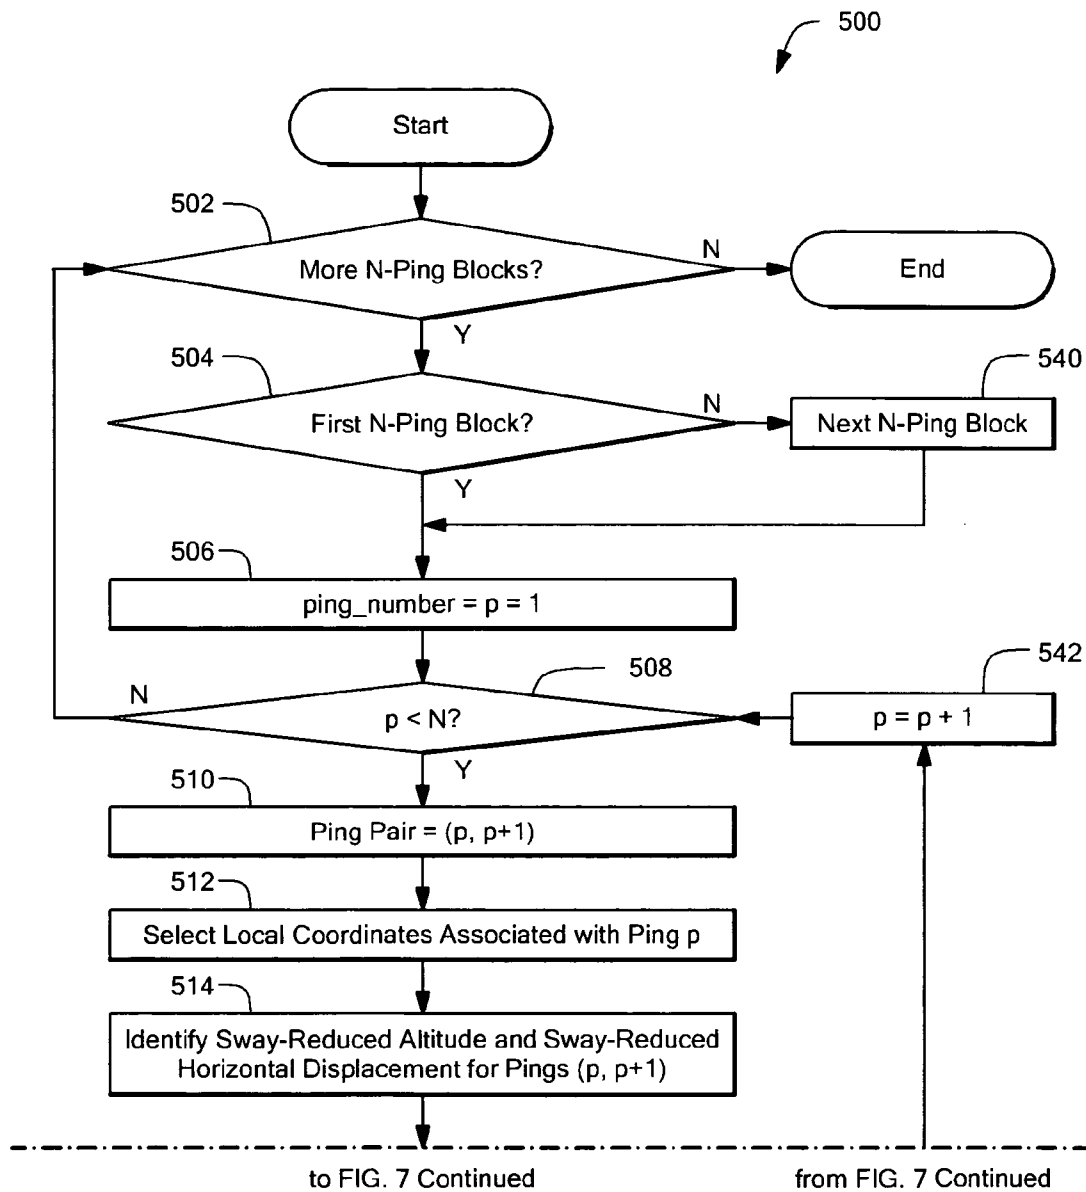 500
Start
502
More N-Ping Blocks?
N
End
Y
504
540
First N-Ping Block?
N
Next N-Ping Block
Y
506
ping_number = p = 1
508
542
N
p < N?
p = p + 1
Y
510
Ping Pair = (p, p+1)
512
Select Local Coordinates Associated with Ping p
514
Identify Sway-Reduced Altitude and Sway-Reduced
Horizontal Displacement for Pings (p, p+1)
to FIG. 7 Continued
from FIG. 7 Continued